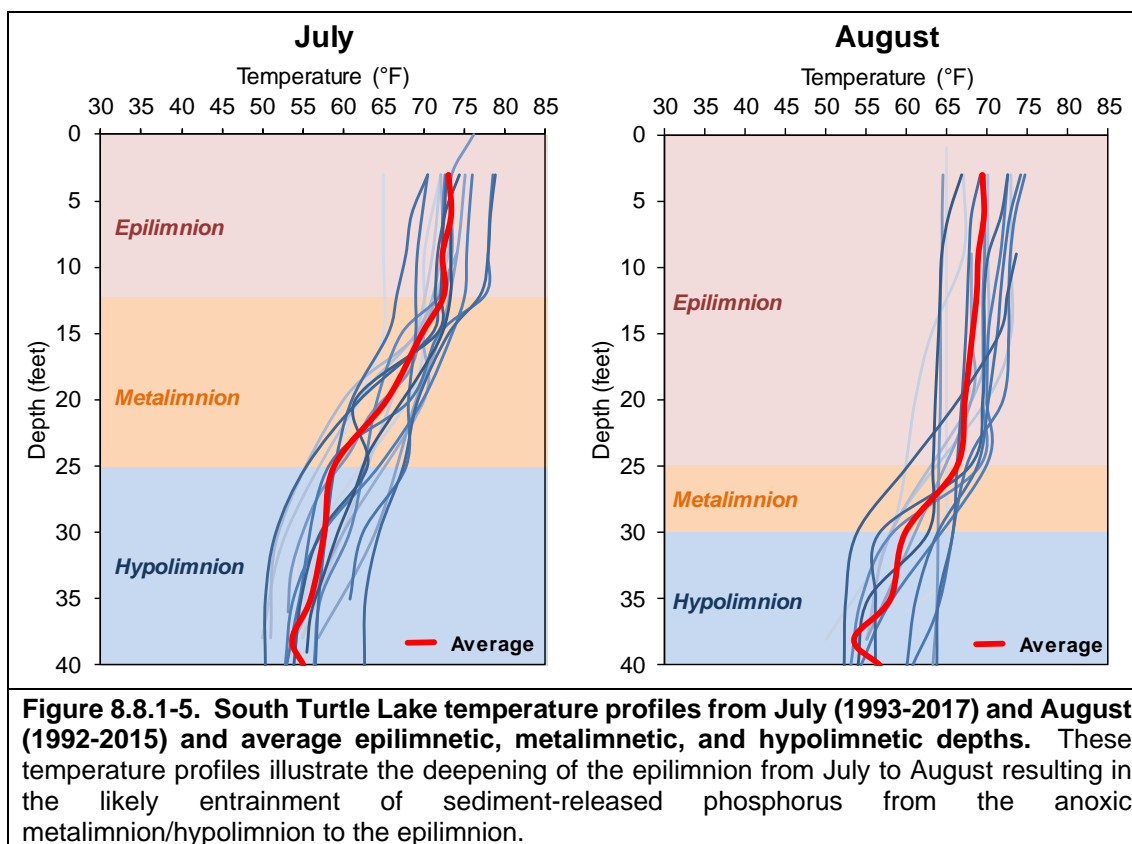 July
August
Temperature (°F)
Temperature (°F)
30 35 40 45 50 55 60 65 70 75 80 85
30 35 40 45 50 55 60 65 70 75 80 85
0
5
10
15
20
25
30
35
40
Depth (feet)
Epilimnion
Metalimnion
Hypolimnion
Average
0
5
10
15
20
25
30
35
40
Depth (feet)
Epilimnion
Metalimnion
Hypolimnion
Average
Figure 8.8.1-5. South Turtle Lake temperature profiles from July (1993-2017) and August
(1992-2015) and average epilimnetic, metalimnetic, and hypolimnetic depths. These
temperature profiles illustrate the deepening of the epilimnion from July to August resulting in
the likely entrainment of sediment-released phosphorus from the anoxic
metalimnion/hypolimnion to the epilimnion.